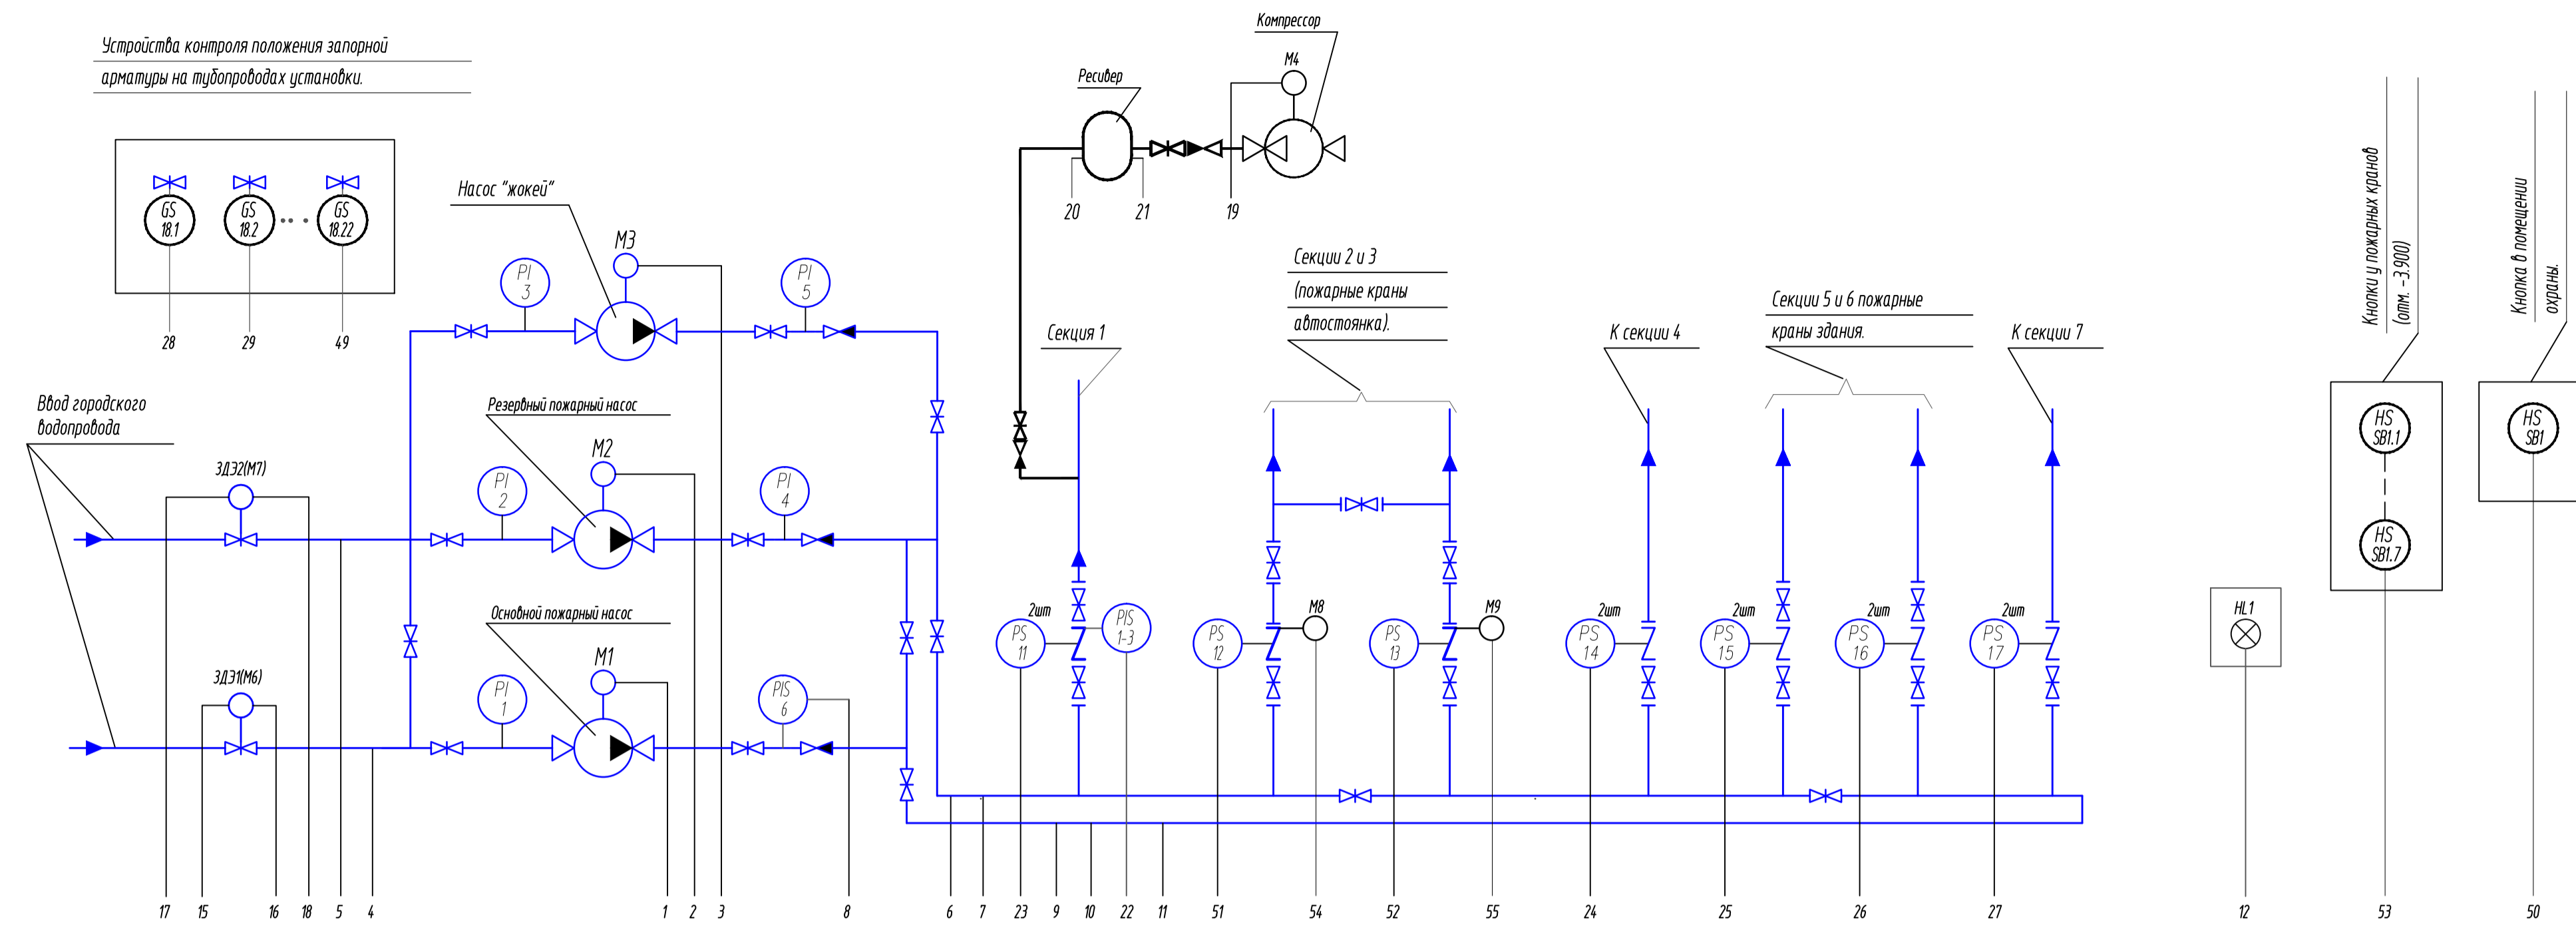 Устройства контроля положения запорной
арматуры на тубопроводах установки.
GS
18.1
GS
18.2
GS
18.22
28
29
49
Компрессор
М4
Ресивер
20
21
19
Насос "жокей"
М3
PI
3
PI
5
Ввод городского
водопровода
Резервный пожарный насос
М2
ЗДЭ2(М7)
PI
2
PI
4
Основной пожарный насос
М1
ЗДЭ1(М6)
PI
1
PIS
6
Секция 1
Секции 2 и 3
(пожарные краны
автостоянка).
К секции 4
Секции 5 и 6 пожарные
краны здания.
К секции 7
2шт
PS
11
PIS
1-3
PS
12
М8
PS
13
М9
2шт
PS
14
2шт
PS
15
2шт
PS
16
2шт
PS
17
HL1
Кнопки у пожарных кранов
(отм. -3.900)
HS
SB1.1
HS
SB1.7
Кнопка в помещении
охраны.
HS
SB1
17
15
16
18
5
4
1
2
3
8
6
7
23
9
10
22
11
51
54
52
55
24
25
26
27
12
53
50